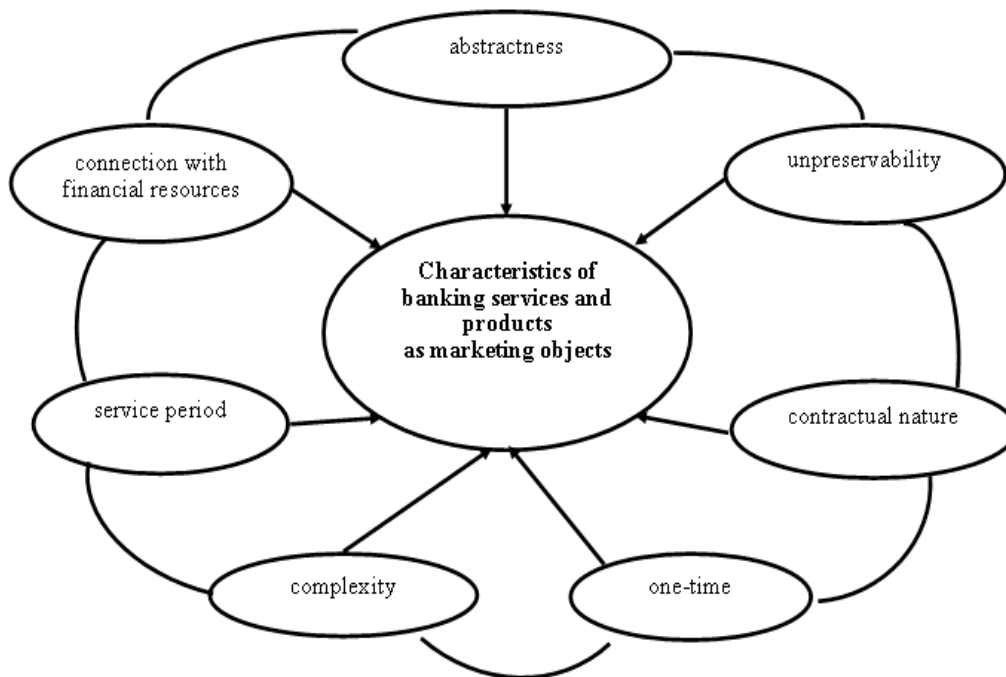 abstractness
connection with
financial resources
unpreservability
Characteristics of
banking services and
products
as marketing objects
service period
contractual nature
complexity
one-time